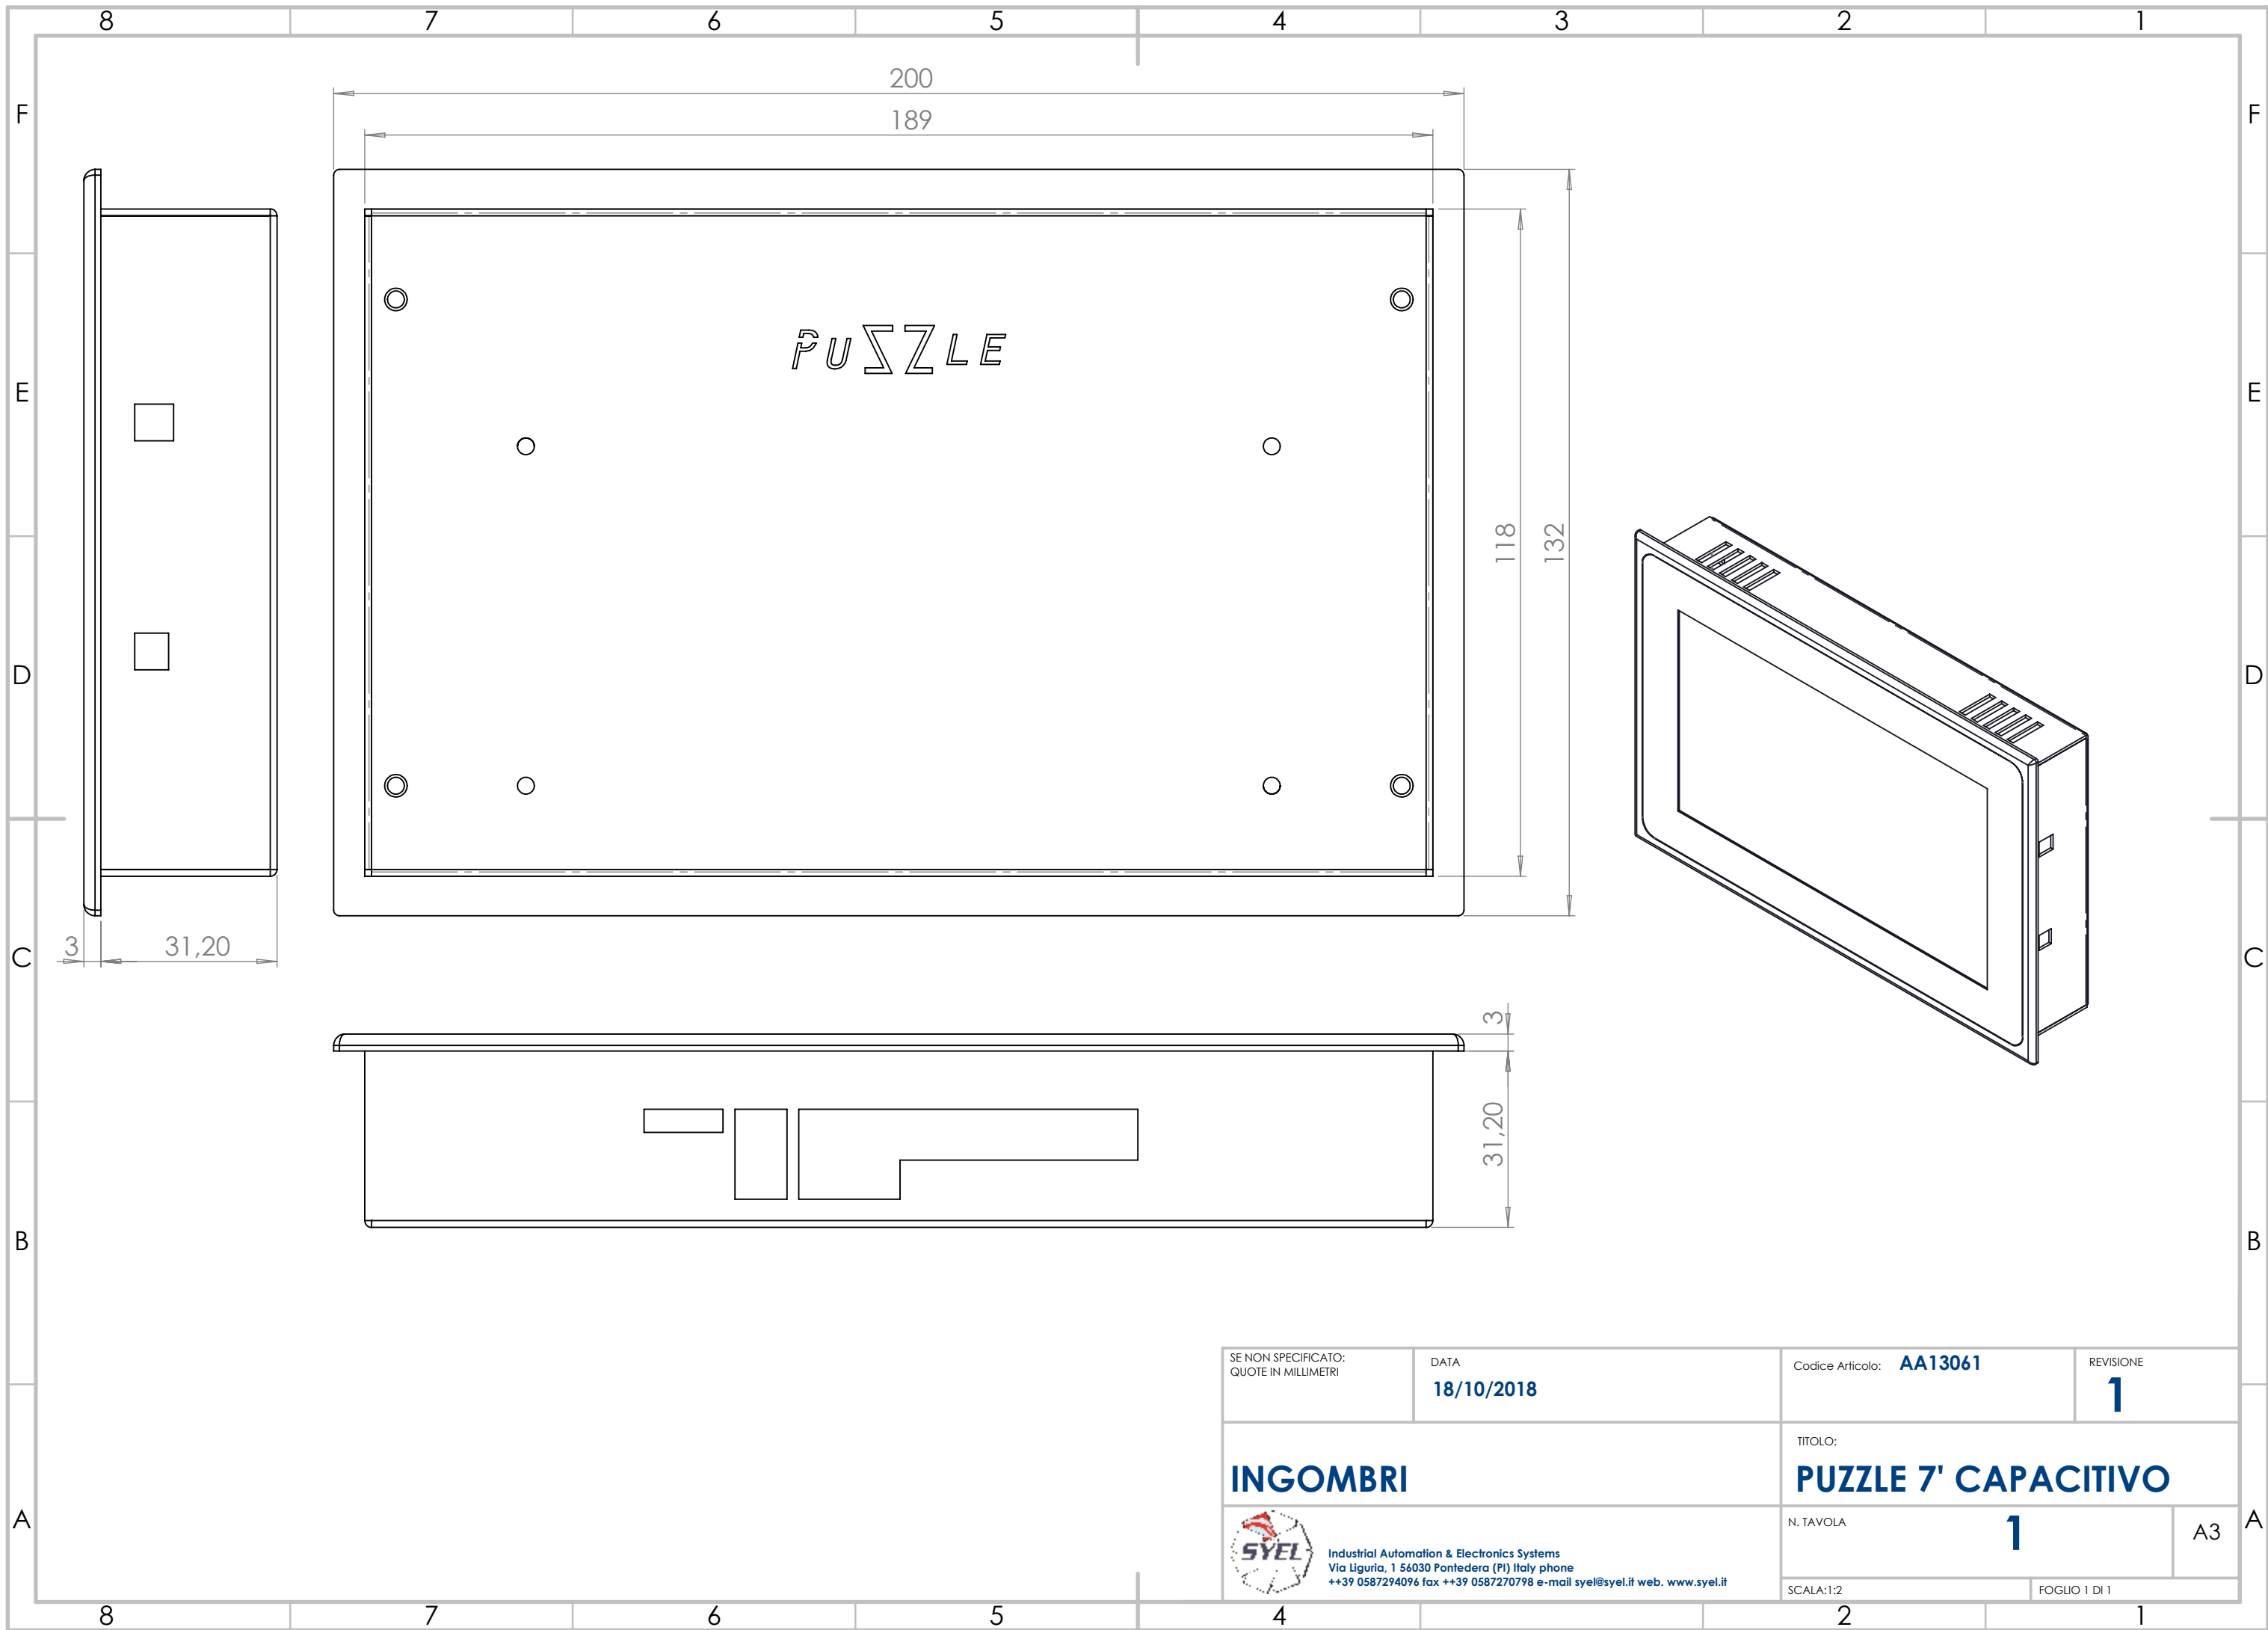 8 7 6 5 4 3 2 1
F F
E E
D D
C C
B B
A A
200
189
PUZZLE
118
132
3
31,20
3
31,20
SE NON SPECIFICATO:
QUOTE IN MILLIMETRI
DATA
18/10/2018
Codice Articolo: AA13061
REVISIONE
1
INGOMBRI
TITOLO:
PUZZLE 7' CAPACITIVO
SYEL
Industrial Automation & Electronics Systems
Via Liguria, 1 56030 Pontedera (PI) Italy phone
++39 0587294096 fax ++39 0587270798 e-mail syel@syel.it web. www.syel.it
N. TAVOLA
1
A3
SCALA:1:2
FOGLIO 1 DI 1
8 7 6 5 4 2 1